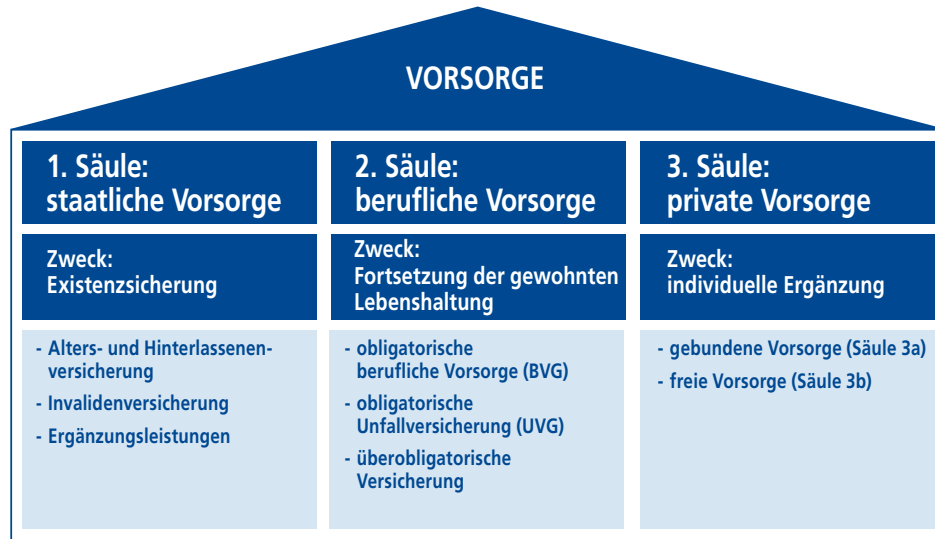 VORSORGE
1. Säule:
staatliche Vorsorge
Zweck:
Existenzsicherung
- Alters- und Hinterlassenen-
versicherung
- Invalidenversicherung
- Ergänzungsleistungen
2. Säule:
berufliche Vorsorge
Zweck:
Fortsetzung der gewohnten
Lebenshaltung
- obligatorische
berufliche Vorsorge (BVG)
- obligatorische
Unfallversicherung (UVG)
- überobligatorische
Versicherung
3. Säule:
private Vorsorge
Zweck:
individuelle Ergänzung
- gebundene Vorsorge (Säule 3a)
- freie Vorsorge (Säule 3b)